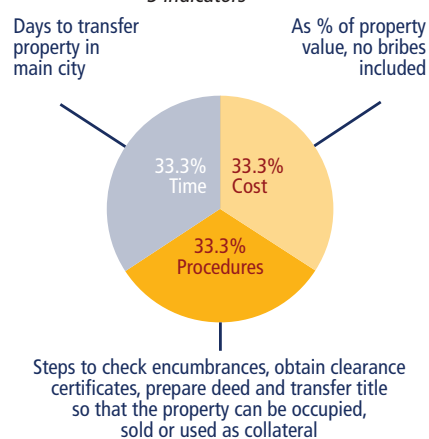 3 indicators
Days to transfer
property in
main city
As % of property
value, no bribes
included
33.3%
Time
33.3%
Cost
33.3%
Procedures
Steps to check encumbrances, obtain clearance
certificates, prepare deed and transfer title
so that the property can be occupied,
sold or used as collateral